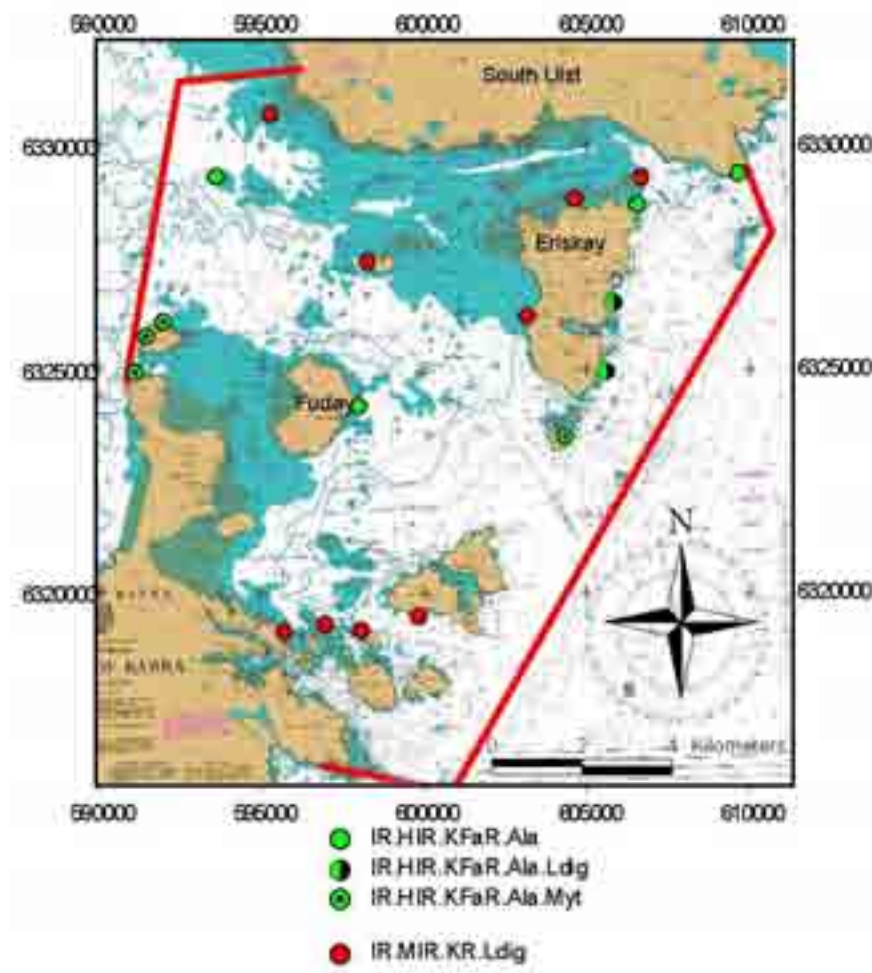 590000 595000 600000 605000 610000
South Uist
6330000 6330000
Eriskay
6325000 6325000
Fuday
N
6320000 6320000
0 2 4 Kilometers
590000 595000 600000 605000 610000
IR.HIR.KFaR.Ala
IR.HIR.KFaR.Ala.Ldig
IR.HIR.KFaR.Ala.Myt
IR.MIR.KR.Ldig